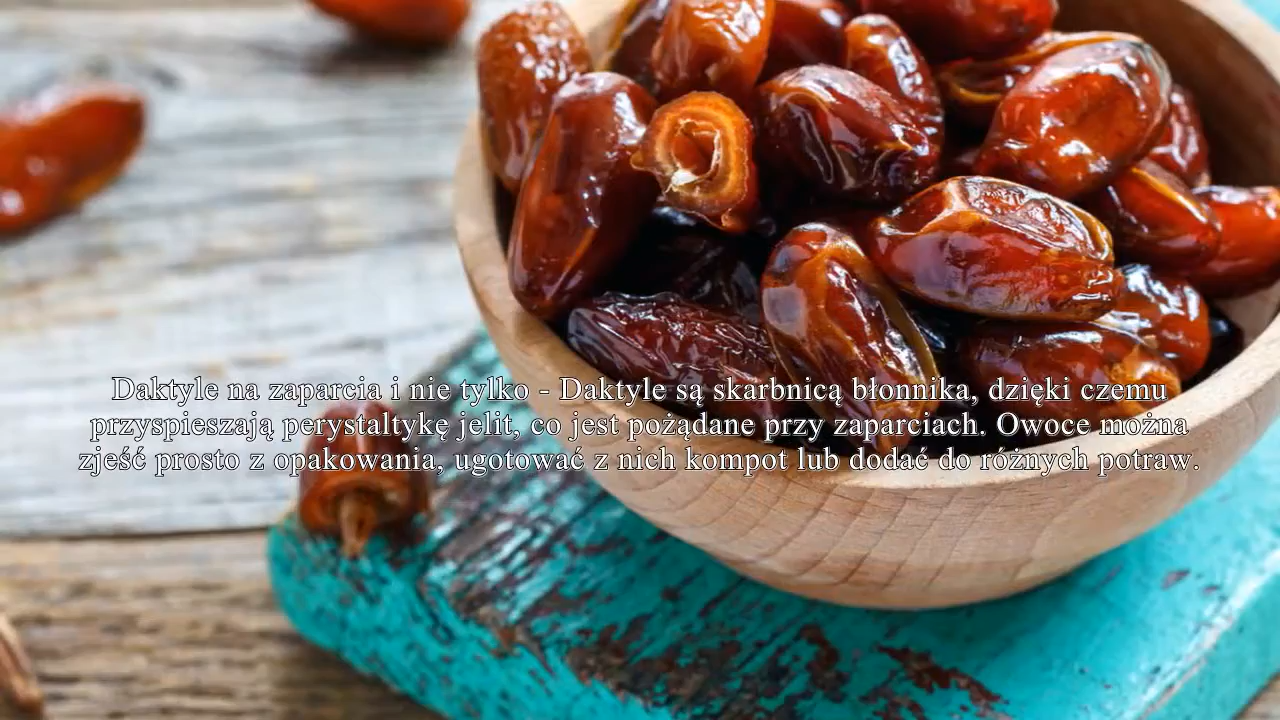 Daktyle na zaparcia i nie tylko - Daktyle są skarbnicą błonnika, dzięki czemu
przyspieszają perystaltykę jelit, co jest pożądane przy zaparciach. Owoce można
zjeść prosto z opakowania, ugotować z nich kompot lub dodać do różnych potraw.